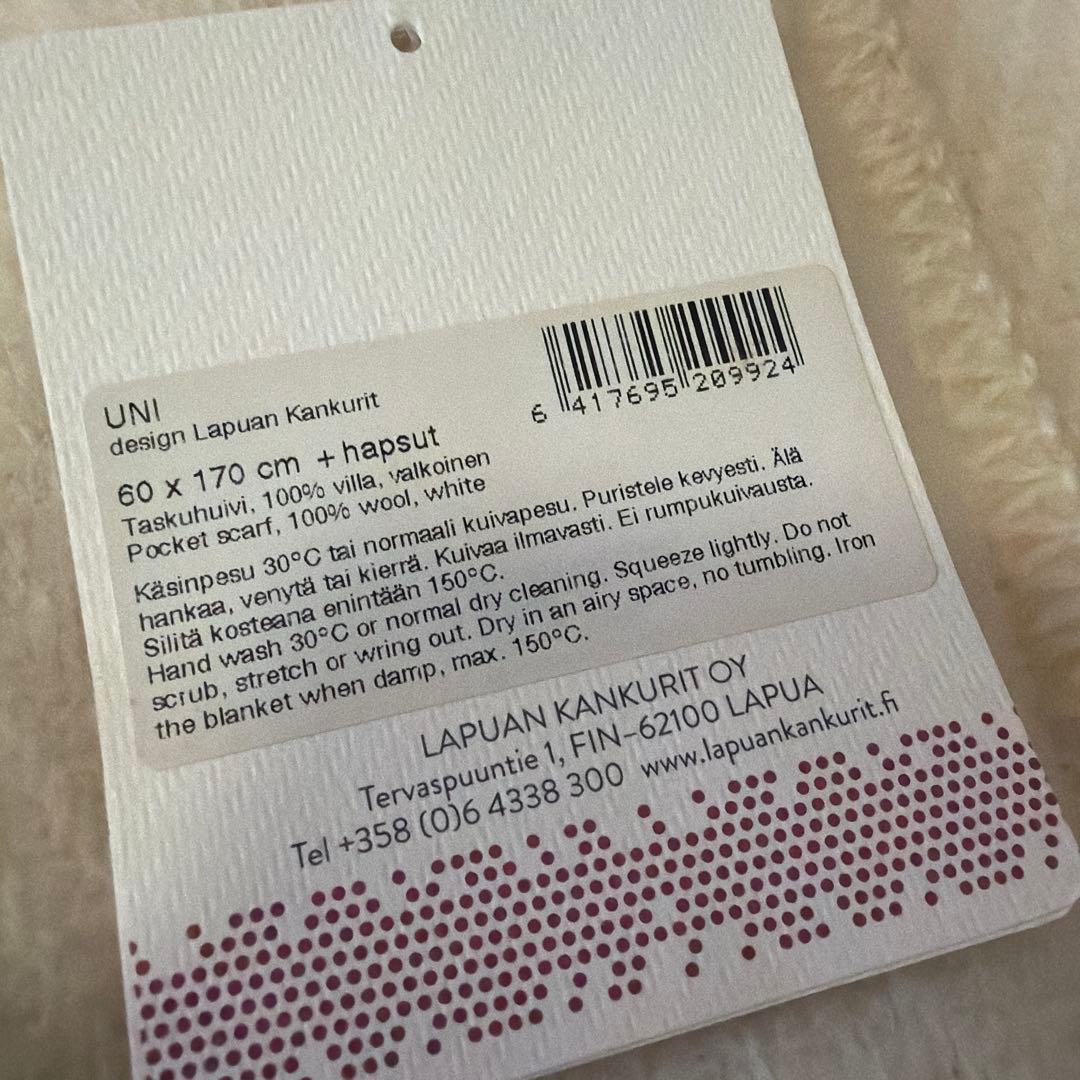 6 417695 209924
UNI
design Lapuan Kankurit
60 x 170 cm + hapsut
Taskuhuivi, 100% villa, valkoinen
Pocket scarf, 100% wool, white
Käsinpesu 30°C tai normaali kuivapesu. Puristele kevyesti. Älä
hankaa, venytä tai kierrä. Kuivaa ilmavasti. Ei rumpukuivausta.
Silitä kosteana enintään 150°C.
Hand wash 30°C or normal dry cleaning. Squeeze lightly. Do not
scrub, stretch or wring out. Dry in an airy space, no tumbling. Iron
the blanket when damp, max. 150°C.
LAPUAN KANKURIT OY
Tervaspuuntie 1, FIN-62100 LAPUA
Tel +358 (0)6 4338 300 www.lapuankankurit.fi